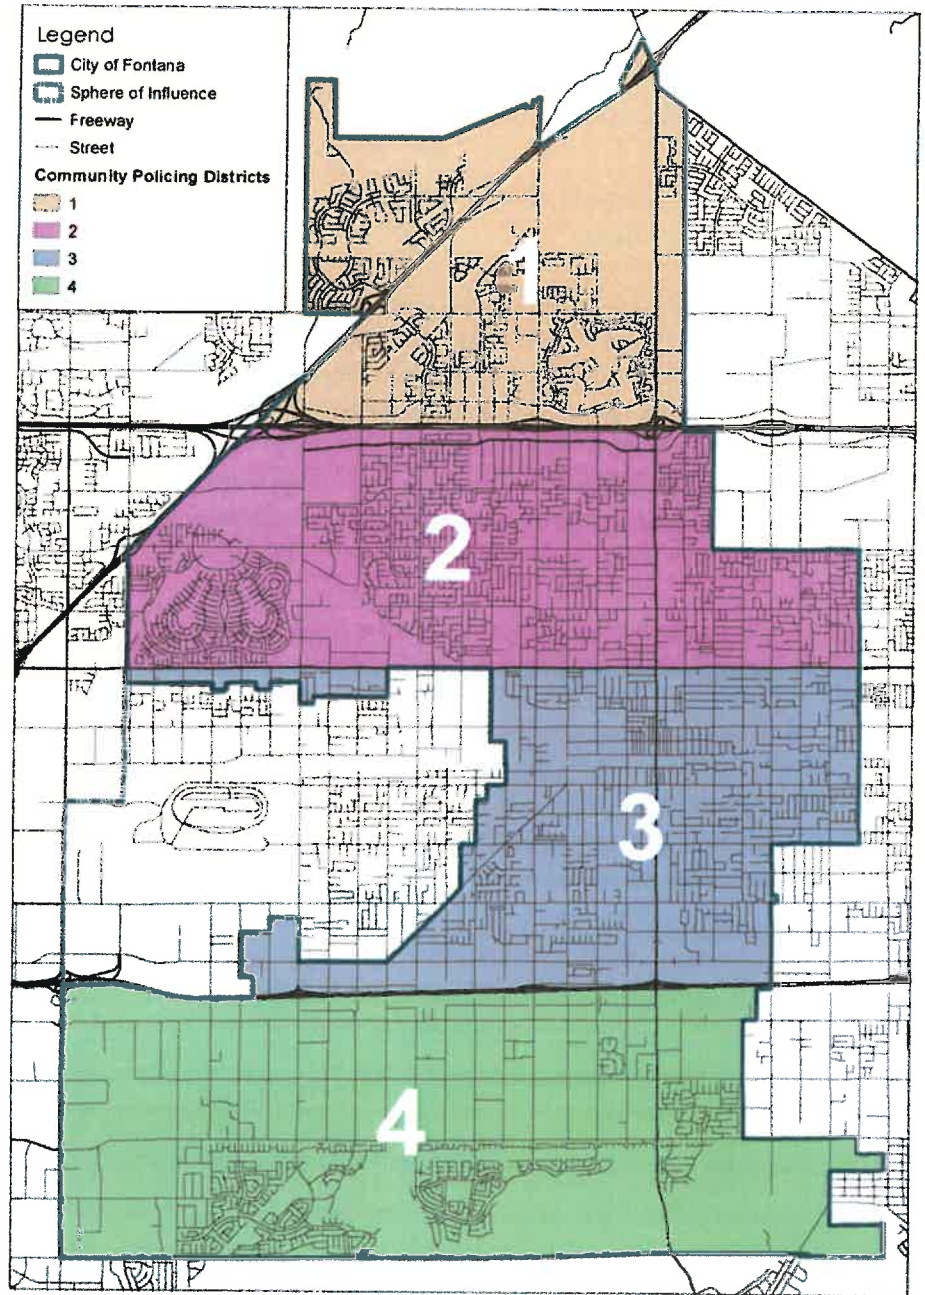 Legend
City of Fontana
Sphere of Influence
Freeway
Street
Community Policing Districts
1
2
3
4
1
2
3
4